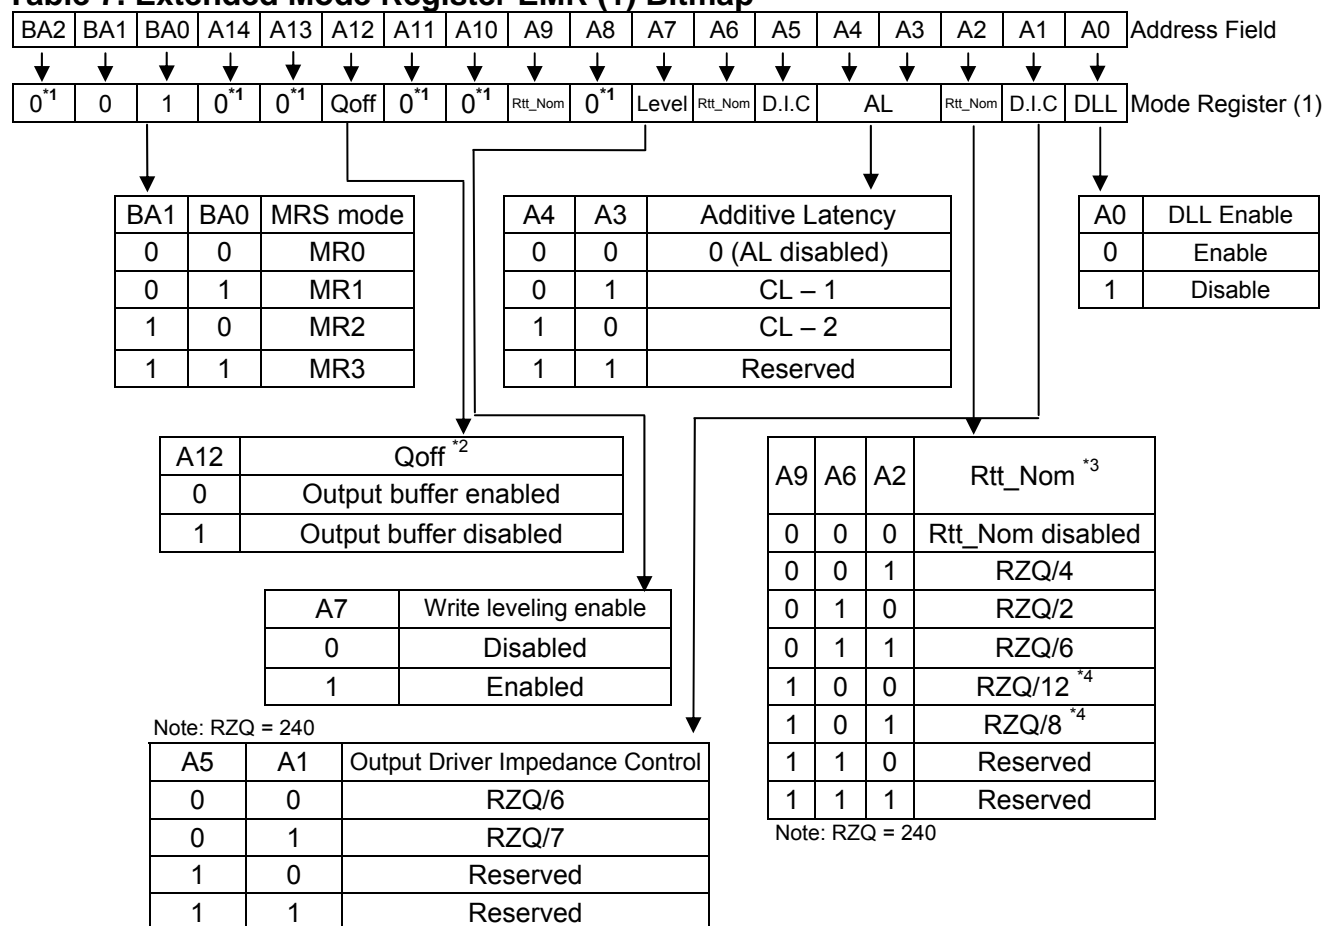 Table 7. Extended Mode Register EMR (1) Bitmap
BA2 BA1 BA0 A14 A13 A12 A11 A10 A9 A8 A7 A6 A5 A4 A3 A2 A1 A0 Address Field
0*1 0 1 0*1 0*1 Qoff 0*1 0*1 Rtt_Nom 0*1 Level Rtt_Nom D.I.C AL Rtt_Nom D.I.C DLL Mode Register (1)
BA1 BA0 MRS mode
0 0 MR0
0 1 MR1
1 0 MR2
1 1 MR3
A4 A3 Additive Latency
0 0 0 (AL disabled)
0 1 CL – 1
1 0 CL – 2
1 1 Reserved
A0 DLL Enable
0 Enable
1 Disable
A12 Qoff *2
0 Output buffer enabled
1 Output buffer disabled
A7 Write leveling enable
0 Disabled
1 Enabled
Note: RZQ = 240
A5 A1 Output Driver Impedance Control
0 0 RZQ/6
0 1 RZQ/7
1 0 Reserved
1 1 Reserved
A9 A6 A2 Rtt_Nom *3
0 0 0 Rtt_Nom disabled
0 0 1 RZQ/4
0 1 0 RZQ/2
0 1 1 RZQ/6
1 0 0 RZQ/12 *4
1 0 1 RZQ/8 *4
1 1 0 Reserved
1 1 1 Reserved
Note: RZQ = 240